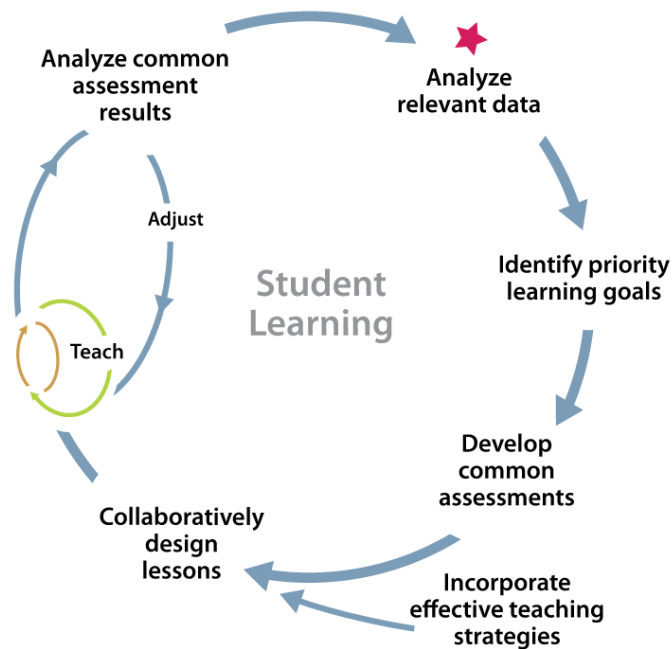 Analyze common
assessment
results
Analyze
relevant data
Adjust
Identify priority
learning goals
Student
Learning
Teach
Develop
common
assessments
Collaboratively
design
lessons
Incorporate
effective teaching
strategies